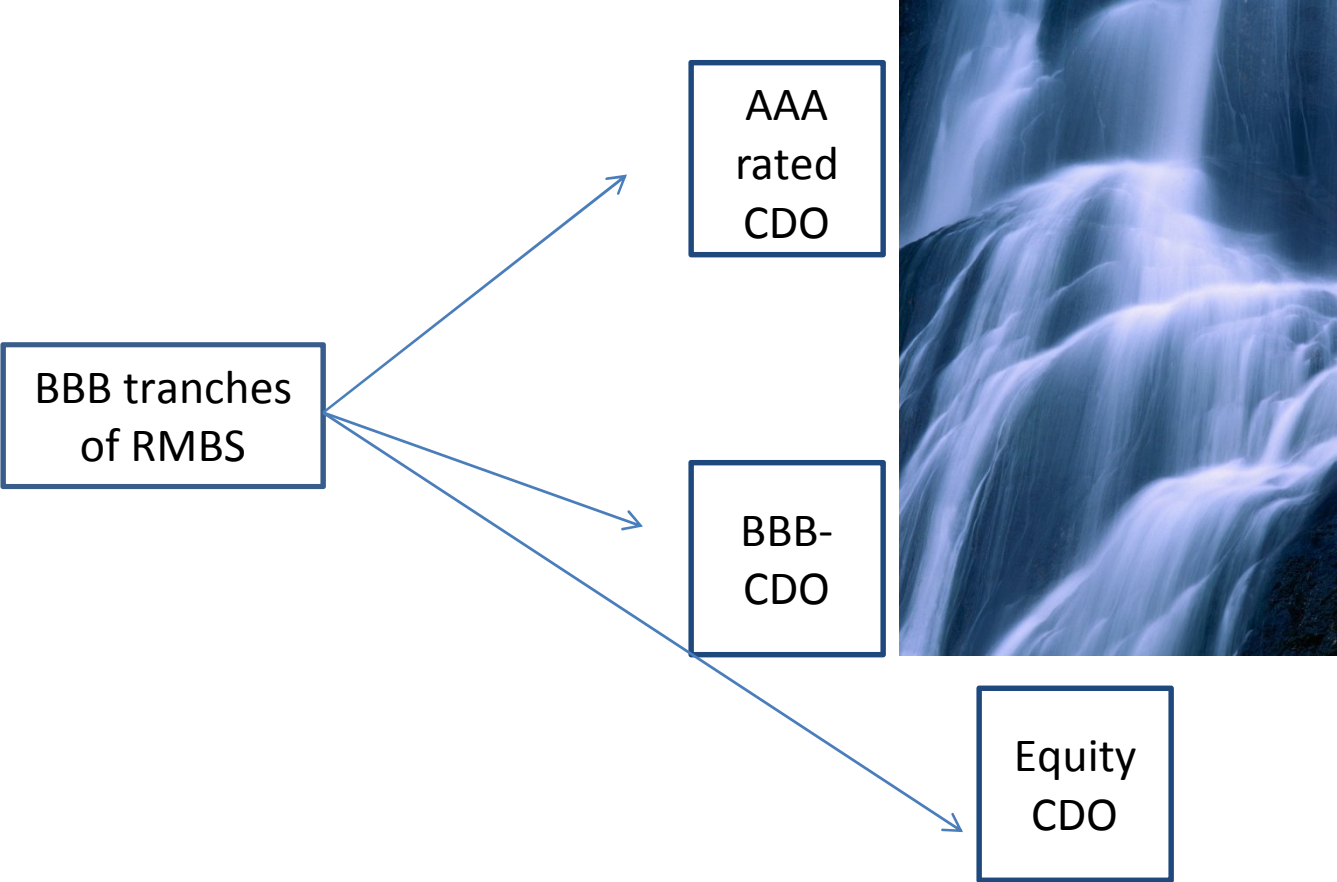 AAA
rated
CDO
BBB tranches
of RMBS
BBB-
CDO
Equity
CDO